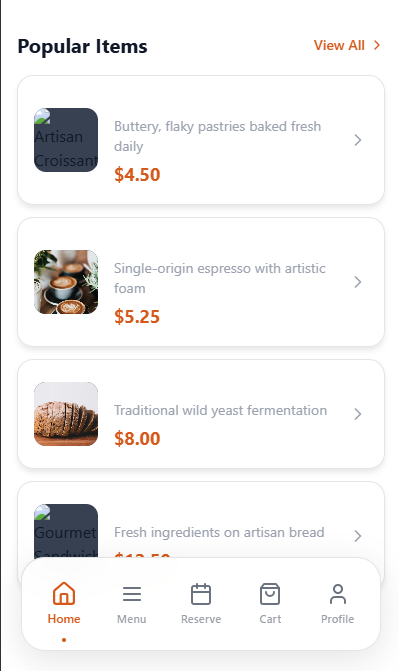 Popular Items
View All
Artisan
Croissant
Buttery, flaky pastries baked fresh
daily
$4.50
Single-origin espresso with artistic
foam
$5.25
Traditional wild yeast fermentation
$8.00
Gourmet
Sandwich
Fresh ingredients on artisan bread
$12.50
Home
Menu
Reserve
Cart
Profile